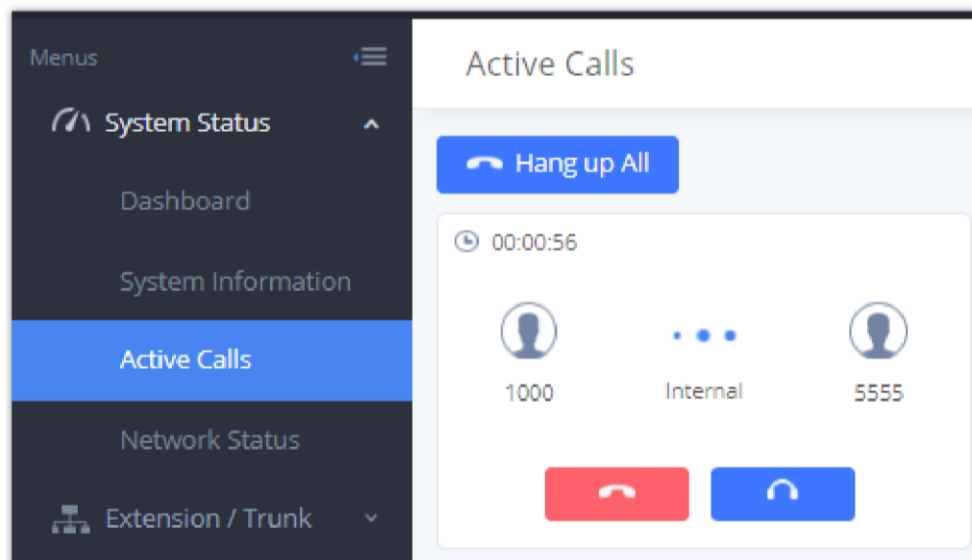 Menus
System Status
Dashboard
System Information
Active Calls
Network Status
Extension / Trunk
Active Calls
Hang up All
00:00:56
1000
Internal
5555